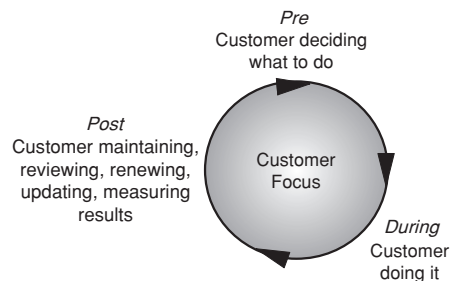 Pre
Customer deciding
what to do
Post
Customer maintaining,
reviewing, renewing,
updating, measuring
results
Customer
Focus
During
Customer
doing it